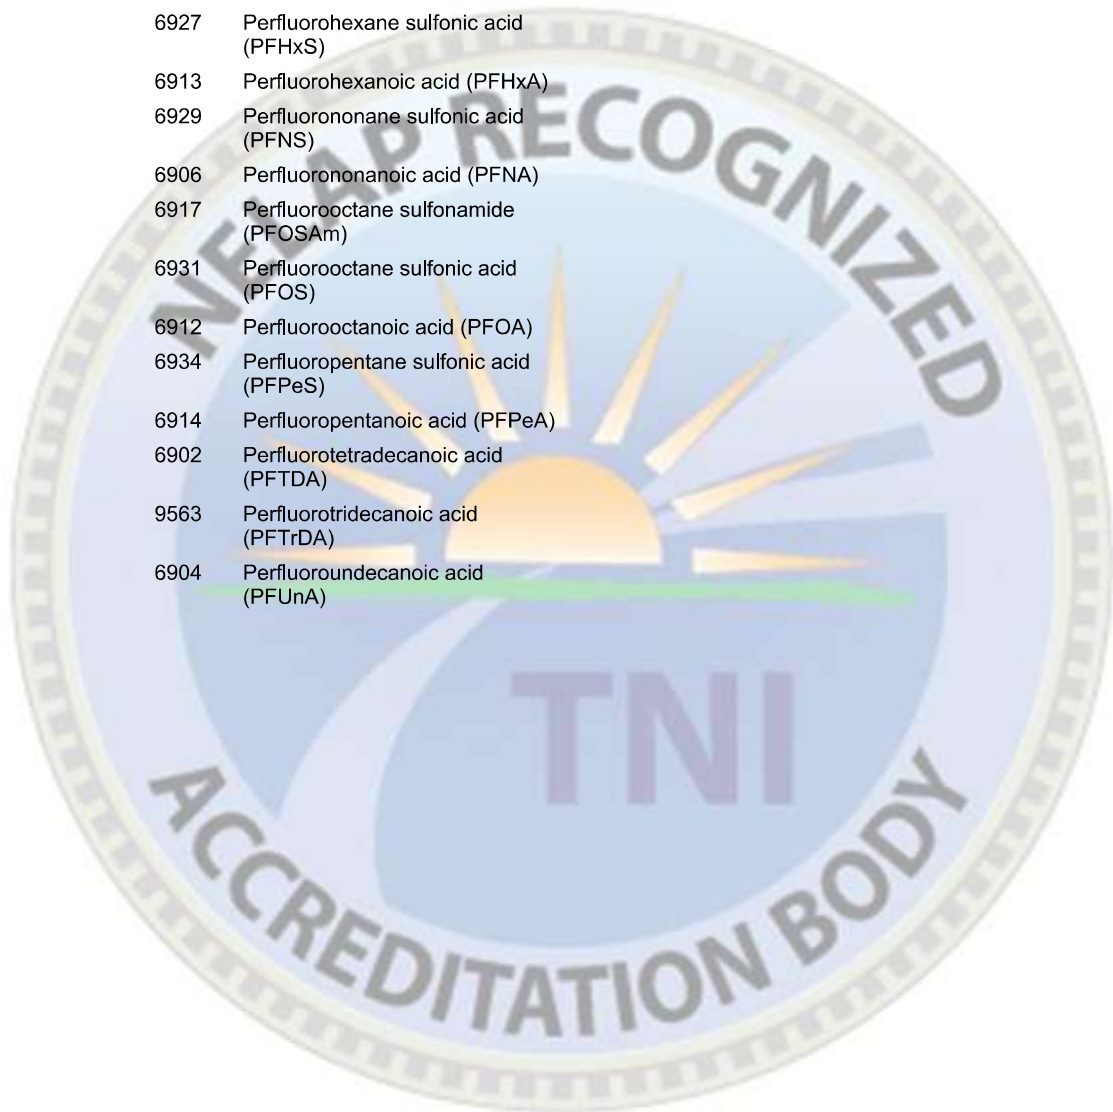 6927 Perfluorohexane sulfonic acid
(PFHxS)
6913 Perfluorohexanoic acid (PFHxA)
6929 Perfluorononane sulfonic acid
(PFNS)
6906 Perfluorononanoic acid (PFNA)
6917 Perfluorooctane sulfonamide
(PFOSAm)
6931 Perfluorooctane sulfonic acid
(PFOS)
6912 Perfluorooctanoic acid (PFOA)
6934 Perfluoropentane sulfonic acid
(PFPeS)
6914 Perfluoropentanoic acid (PFPeA)
6902 Perfluorotetradecanoic acid
(PFTDA)
9563 Perfluorotridecanoic acid
(PFTrDA)
6904 Perfluoroundecanoic acid
(PFUnA)
NELAP RECOGNIZED
TNI
ACCREDITATION BODY